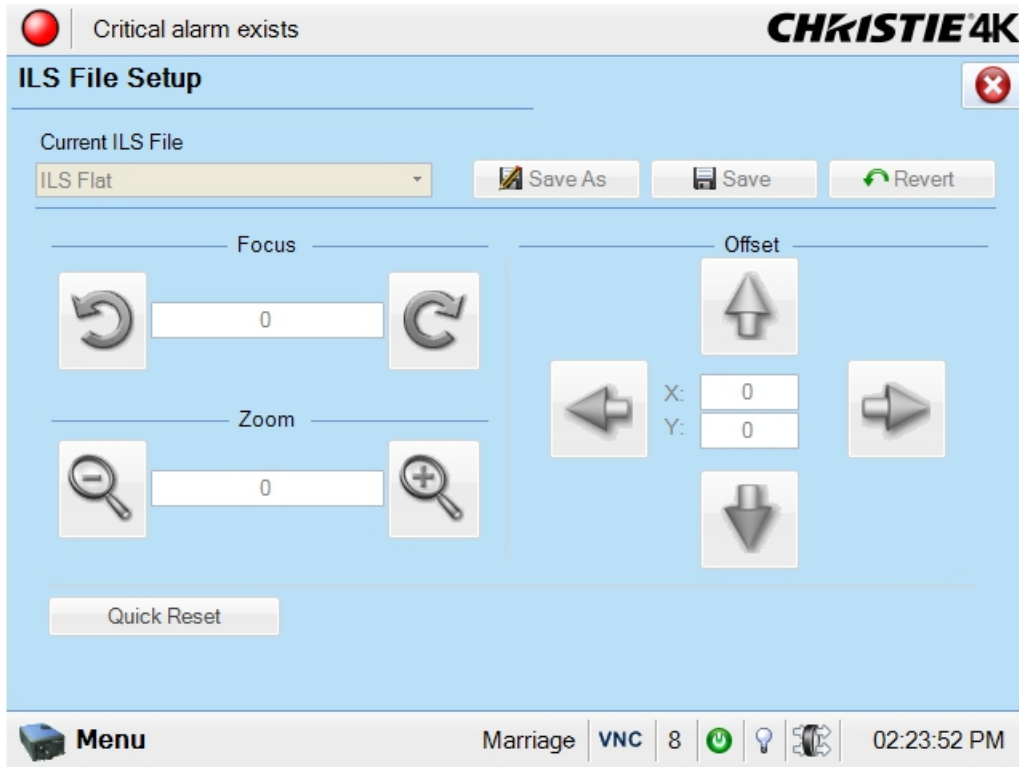 Critical alarm exists
CHRISTIE 4K
ILS File Setup
Current ILS File
ILS Flat
Save As
Save
Revert
Focus
0
Zoom
0
Offset
X: 0
Y: 0
Quick Reset
Menu
Marriage VNC 8 02:23:52 PM